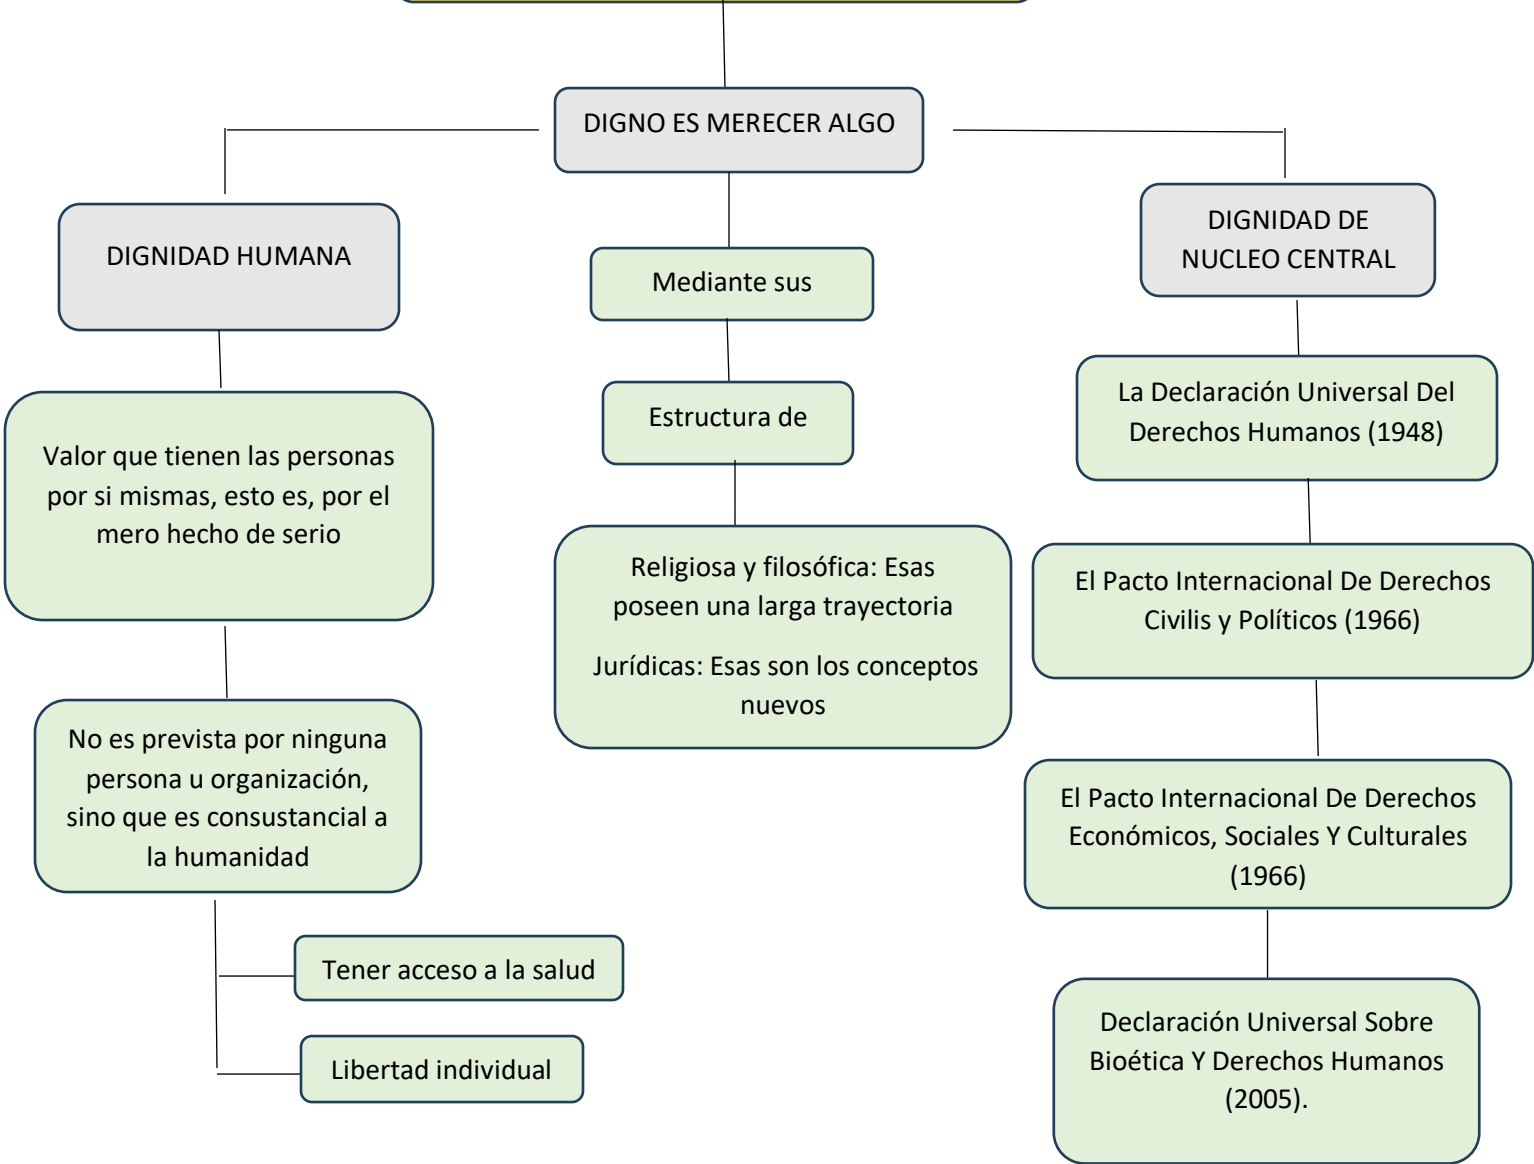 DIGNO ES MERECER ALGO
DIGNIDAD HUMANA
Valor que tienen las personas
por si mismas, esto es, por el
mero hecho de serio
No es prevista por ninguna
persona u organización,
sino que es consustancial a
la humanidad
Tener acceso a la salud
Libertad individual
Mediante sus
Estructura de
Religiosa y filosófica: Esas
poseen una larga trayectoria
Jurídicas: Esas son los conceptos
nuevos
DIGNIDAD DE
NUCLEO CENTRAL
La Declaración Universal Del
Derechos Humanos (1948)
El Pacto Internacional De Derechos
Civilis y Políticos (1966)
El Pacto Internacional De Derechos
Económicos, Sociales Y Culturales
(1966)
Declaración Universal Sobre
Bioética Y Derechos Humanos
(2005).